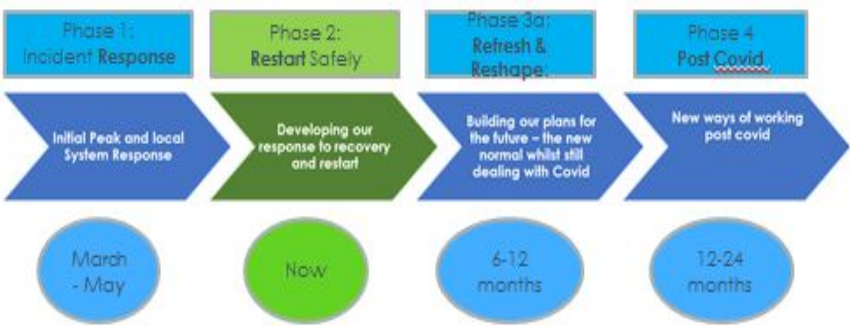 Phase 1:
Incident Response
Phase 2:
Restart Safely
Phase 3a:
Refresh &
Reshape:
Phase 4
Post Covid
Initial Peak and local
System Response
Developing our
response to recovery
and restart
Building our plans for
the future – the new
normal whilst still
dealing with Covid
New ways of working
post covid
March
- May
Now
6-12
months
12-24
months